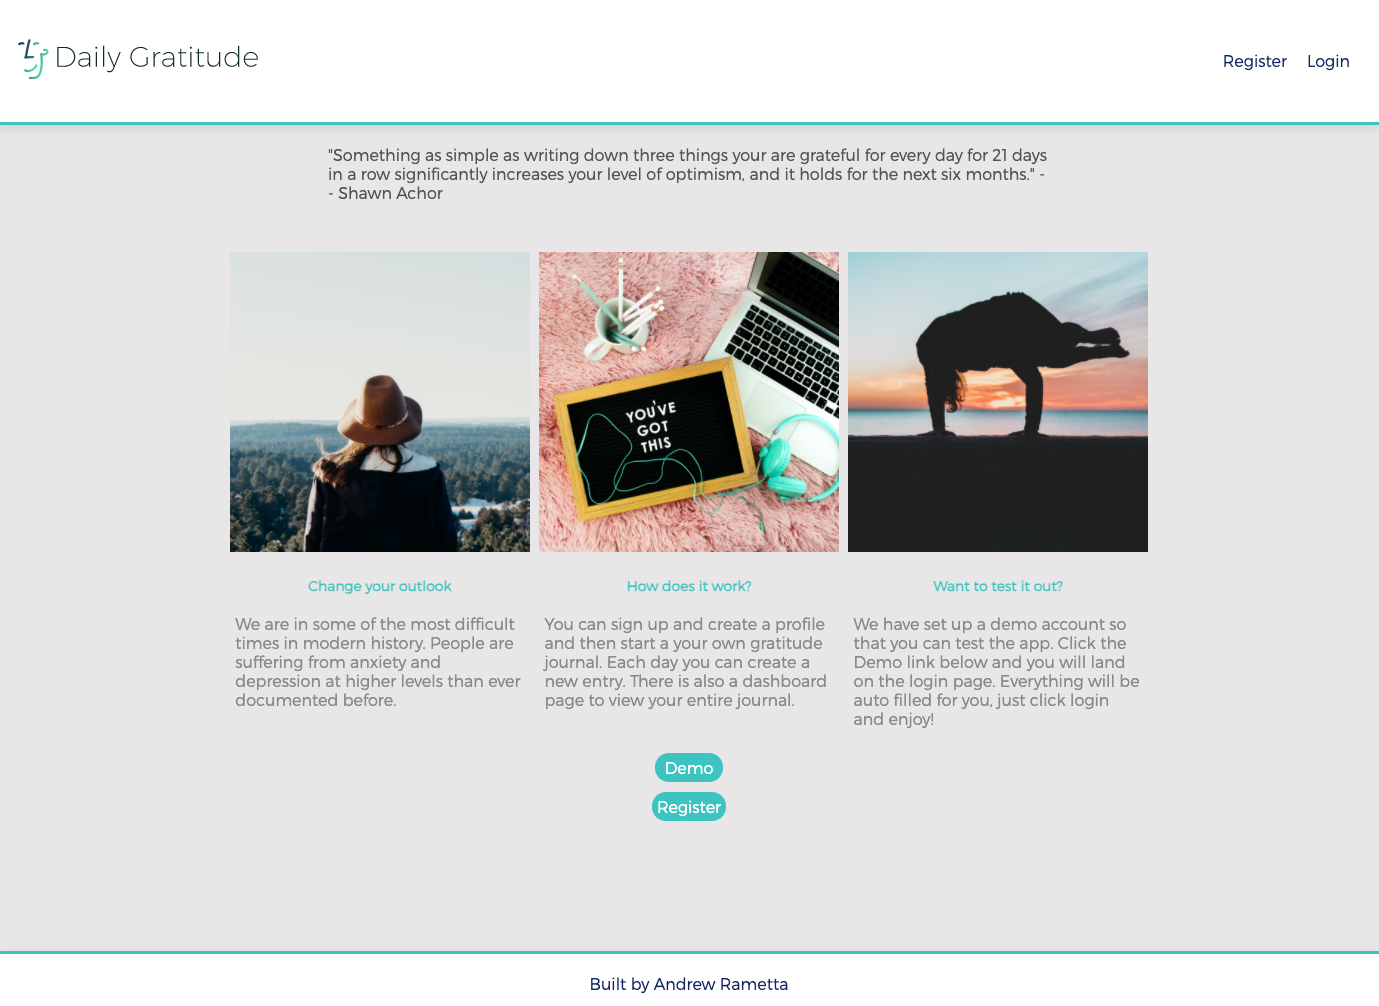 Daily Gratitude
Register Login
"Something as simple as writing down three things your are grateful for every day for 21 days
in a row significantly increases your level of optimism, and it holds for the next six months." -
- Shawn Achor
YOU'VE
GOT
THIS
Change your outlook
We are in some of the most difficult
times in modern history. People are
suffering from anxiety and
depression at higher levels than ever
documented before.
How does it work?
You can sign up and create a profile
and then start a your own gratitude
journal. Each day you can create a
new entry. There is also a dashboard
page to view your entire journal.
Want to test it out?
We have set up a demo account so
that you can test the app. Click the
Demo link below and you will land
on the login page. Everything will be
auto filled for you, just click login
and enjoy!
Demo
Register
Built by Andrew Rametta